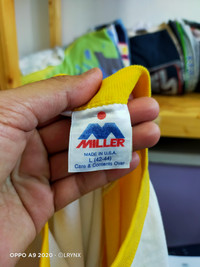 MILLER
MADE IN U.S.A.
L (42-44)
Care & Contents Over
OPPO A9 2020 · ©LRYNX